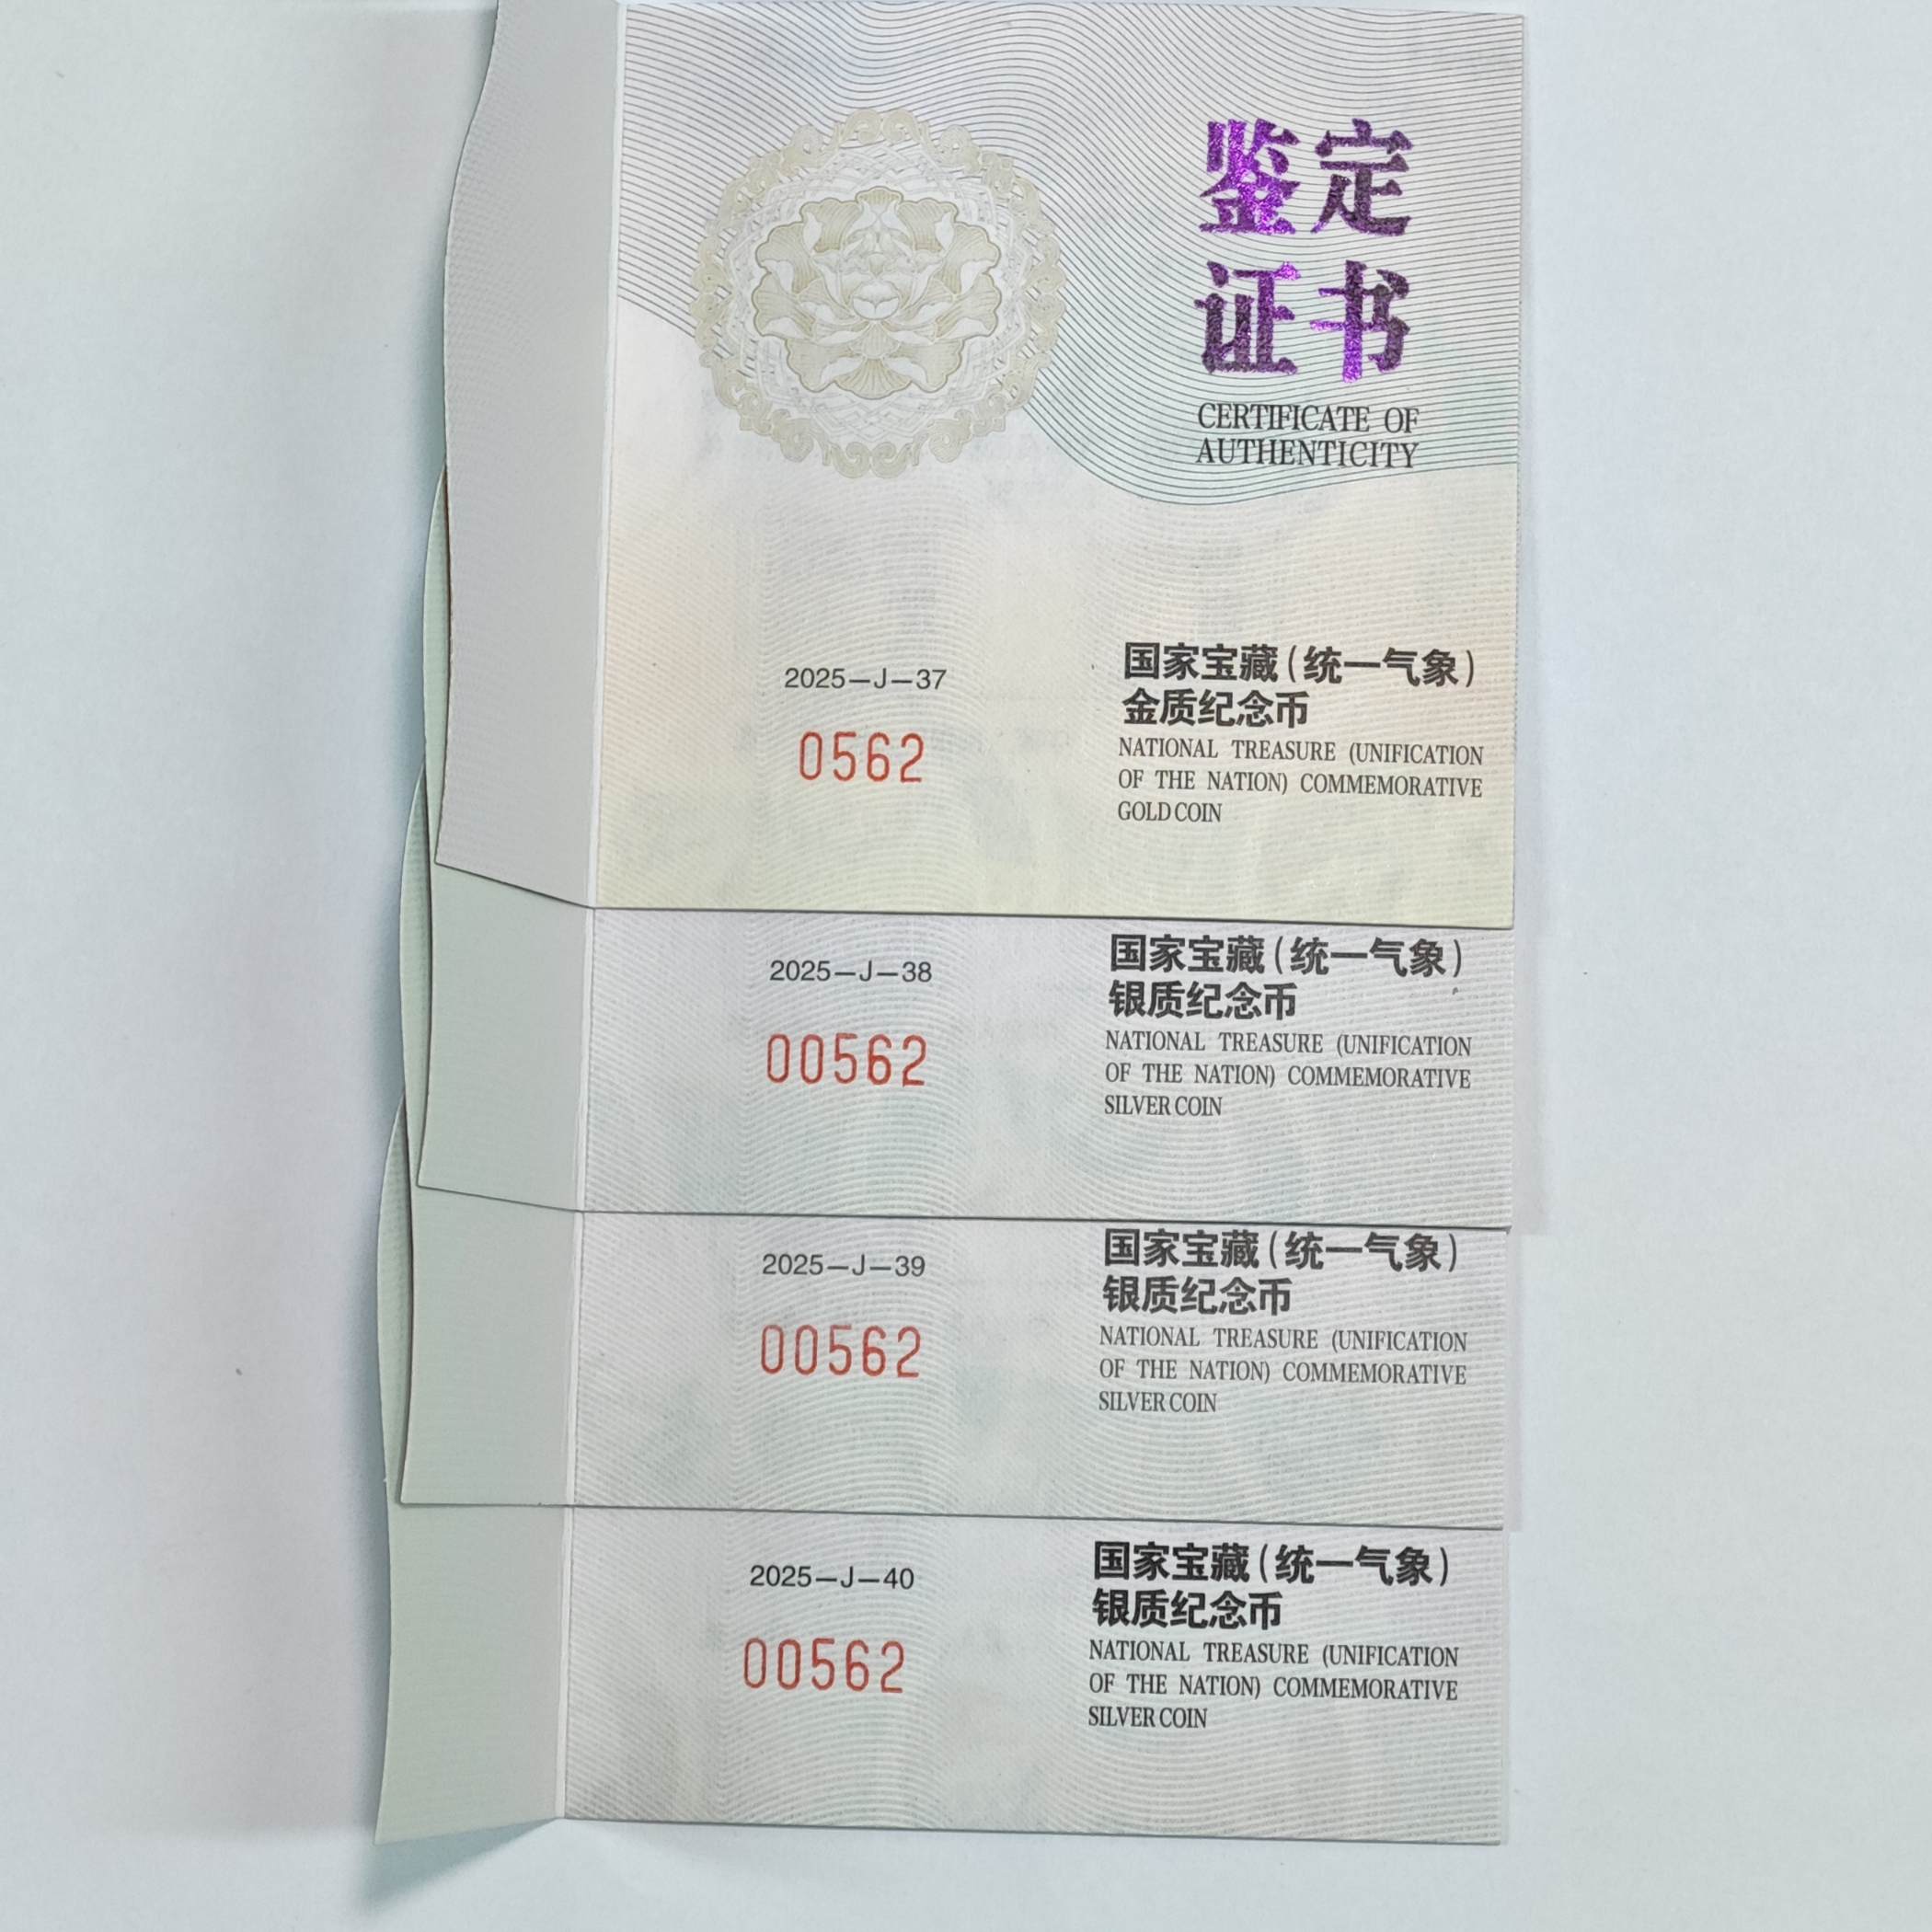 鉴定
证书
CERTIFICATE OF
AUTHENTICITY
2025-J-37
0562
国家宝藏(统一气象)
金质纪念币
NATIONAL TREASURE (UNIFICATION
OF THE NATION) COMMEMORATIVE
GOLD COIN
2025-J-38
00562
国家宝藏(统一气象)
银质纪念币
NATIONAL TREASURE (UNIFICATION
OF THE NATION) COMMEMORATIVE
SILVER COIN
2025-J-39
00562
国家宝藏(统一气象)
银质纪念币
NATIONAL TREASURE (UNIFICATION
OF THE NATION) COMMEMORATIVE
SILVER COIN
2025-J-40
00562
国家宝藏(统一气象)
银质纪念币
NATIONAL TREASURE (UNIFICATION
OF THE NATION) COMMEMORATIVE
SILVER COIN